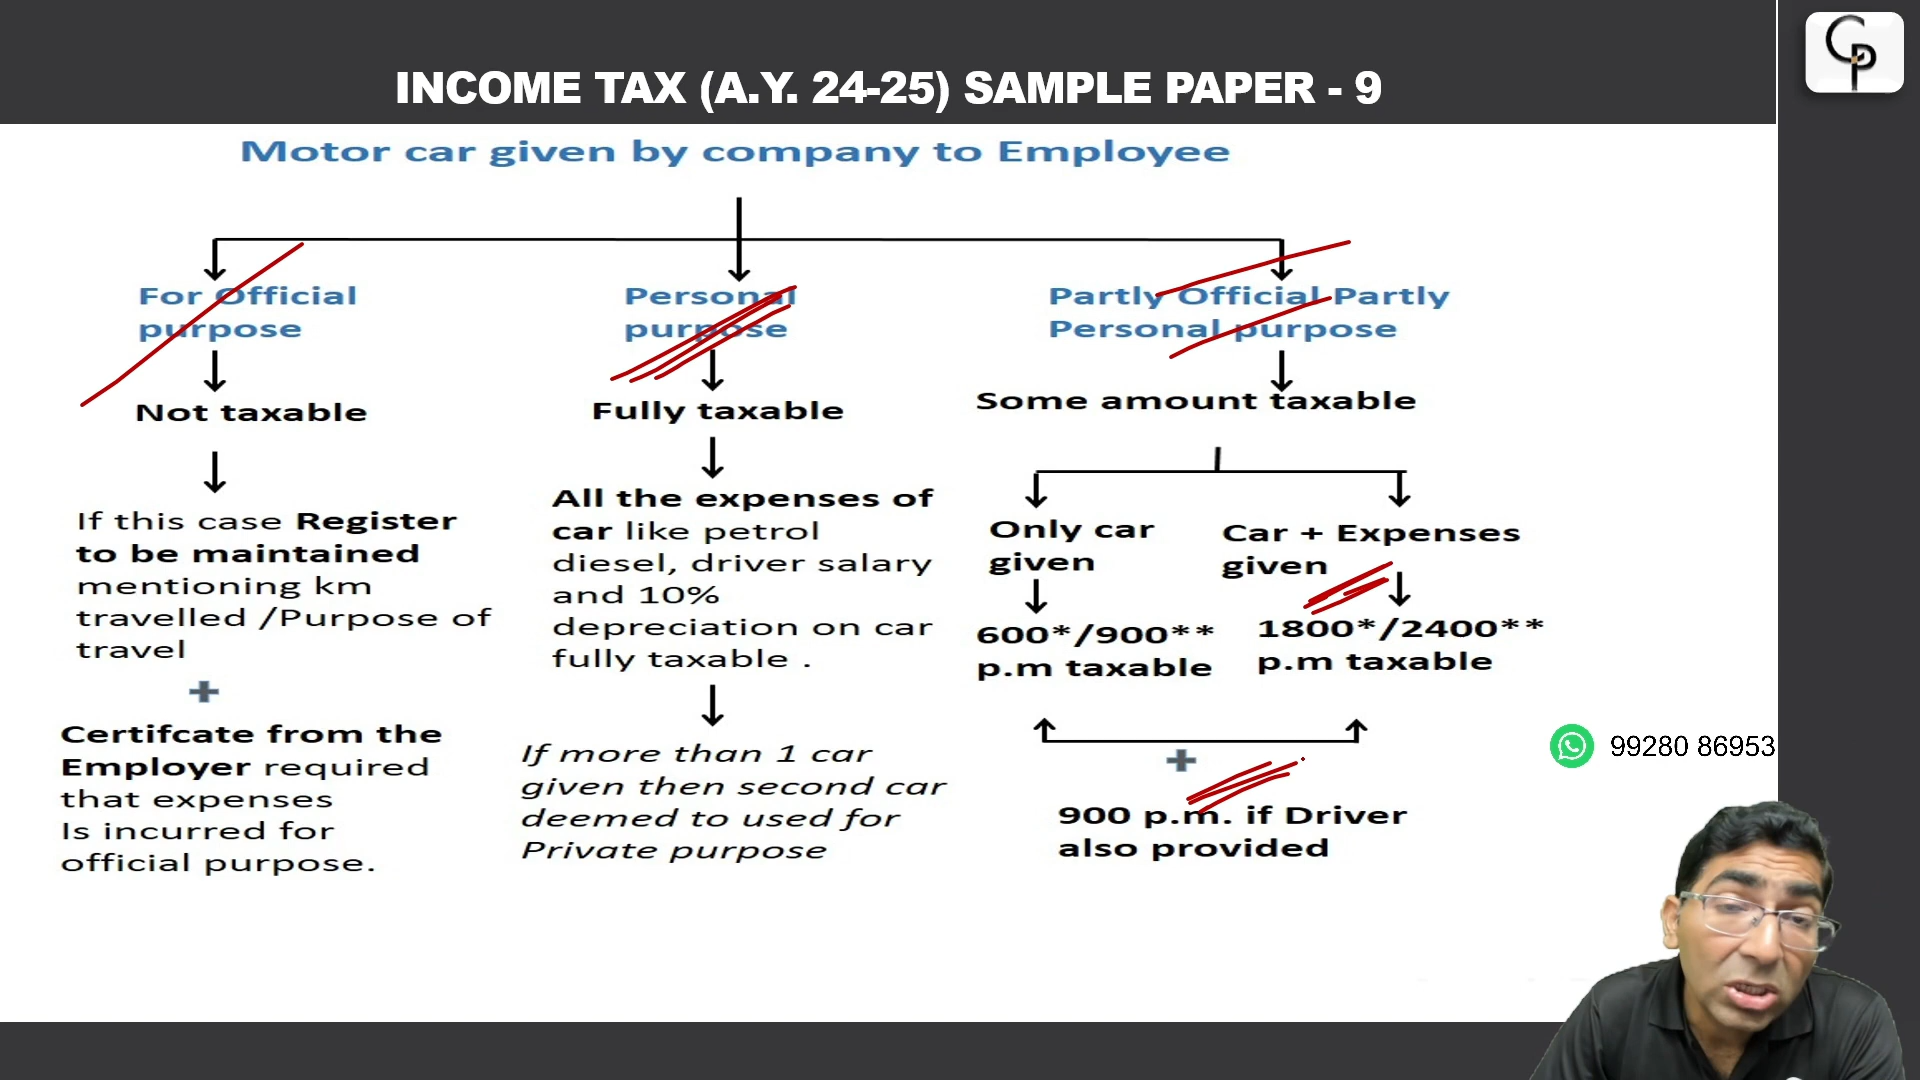 INCOME TAX (A.Y. 24-25) SAMPLE PAPER - 9
Motor car given by company to Employee
For Official
purpose
Not taxable
If this case Register
to be maintained
mentioning km
travelled /Purpose of
travel
+
Certifcate from the
Employer required
that expenses
Is incurred for
official purpose.
Personal
purpose
Fully taxable
All the expenses of
car like petrol
diesel, driver salary
and 10%
depreciation on car
fully taxable .
If more than 1 car
given then second car
deemed to used for
Private purpose
Partly Official Partly
Personal purpose
Some amount taxable
Only car
given
600*/900**
p.m taxable
Car + Expenses
given
1800*/2400**
p.m taxable
+
900 p.m. if Driver
also provided
99280 86953
CP